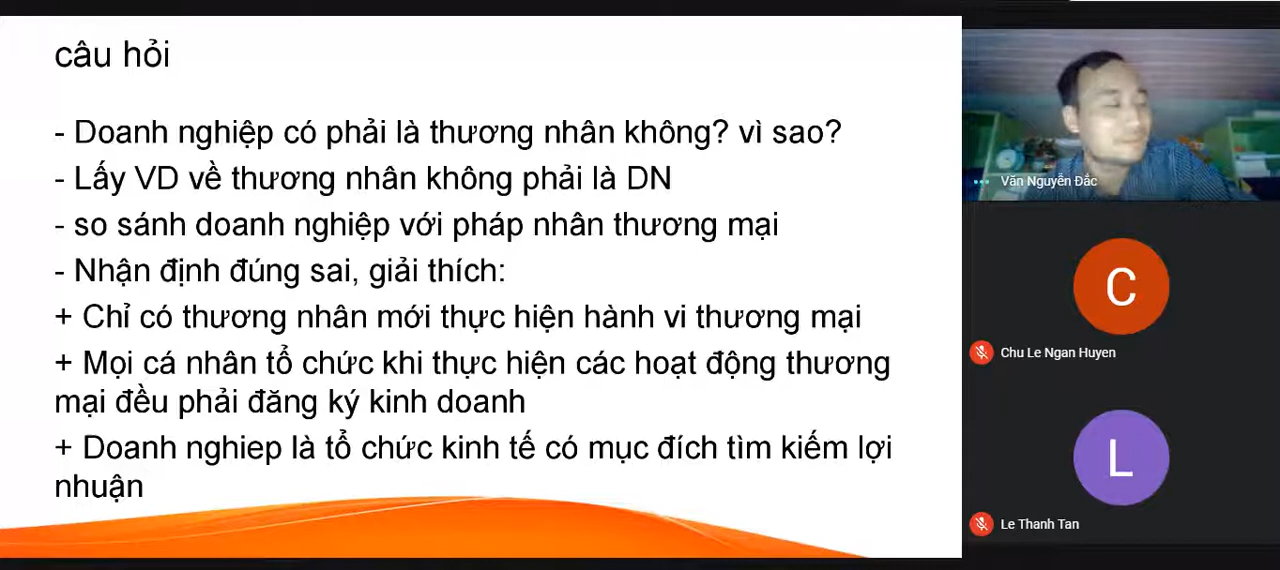 câu hỏi
- Doanh nghiệp có phải là thương nhân không? vì sao?
- Lấy VD về thương nhân không phải là DN
- so sánh doanh nghiệp với pháp nhân thương mại
- Nhận định đúng sai, giải thích:
+ Chỉ có thương nhân mới thực hiện hành vi thương mại
+ Mọi cá nhân tổ chức khi thực hiện các hoạt động thương
mại đều phải đăng ký kinh doanh
+ Doanh nghiep là tổ chức kinh tế có mục đích tìm kiếm lợi
nhuận
Văn Nguyễn Đắc
C
Chu Le Ngan Huyen
L
Le Thanh Tan